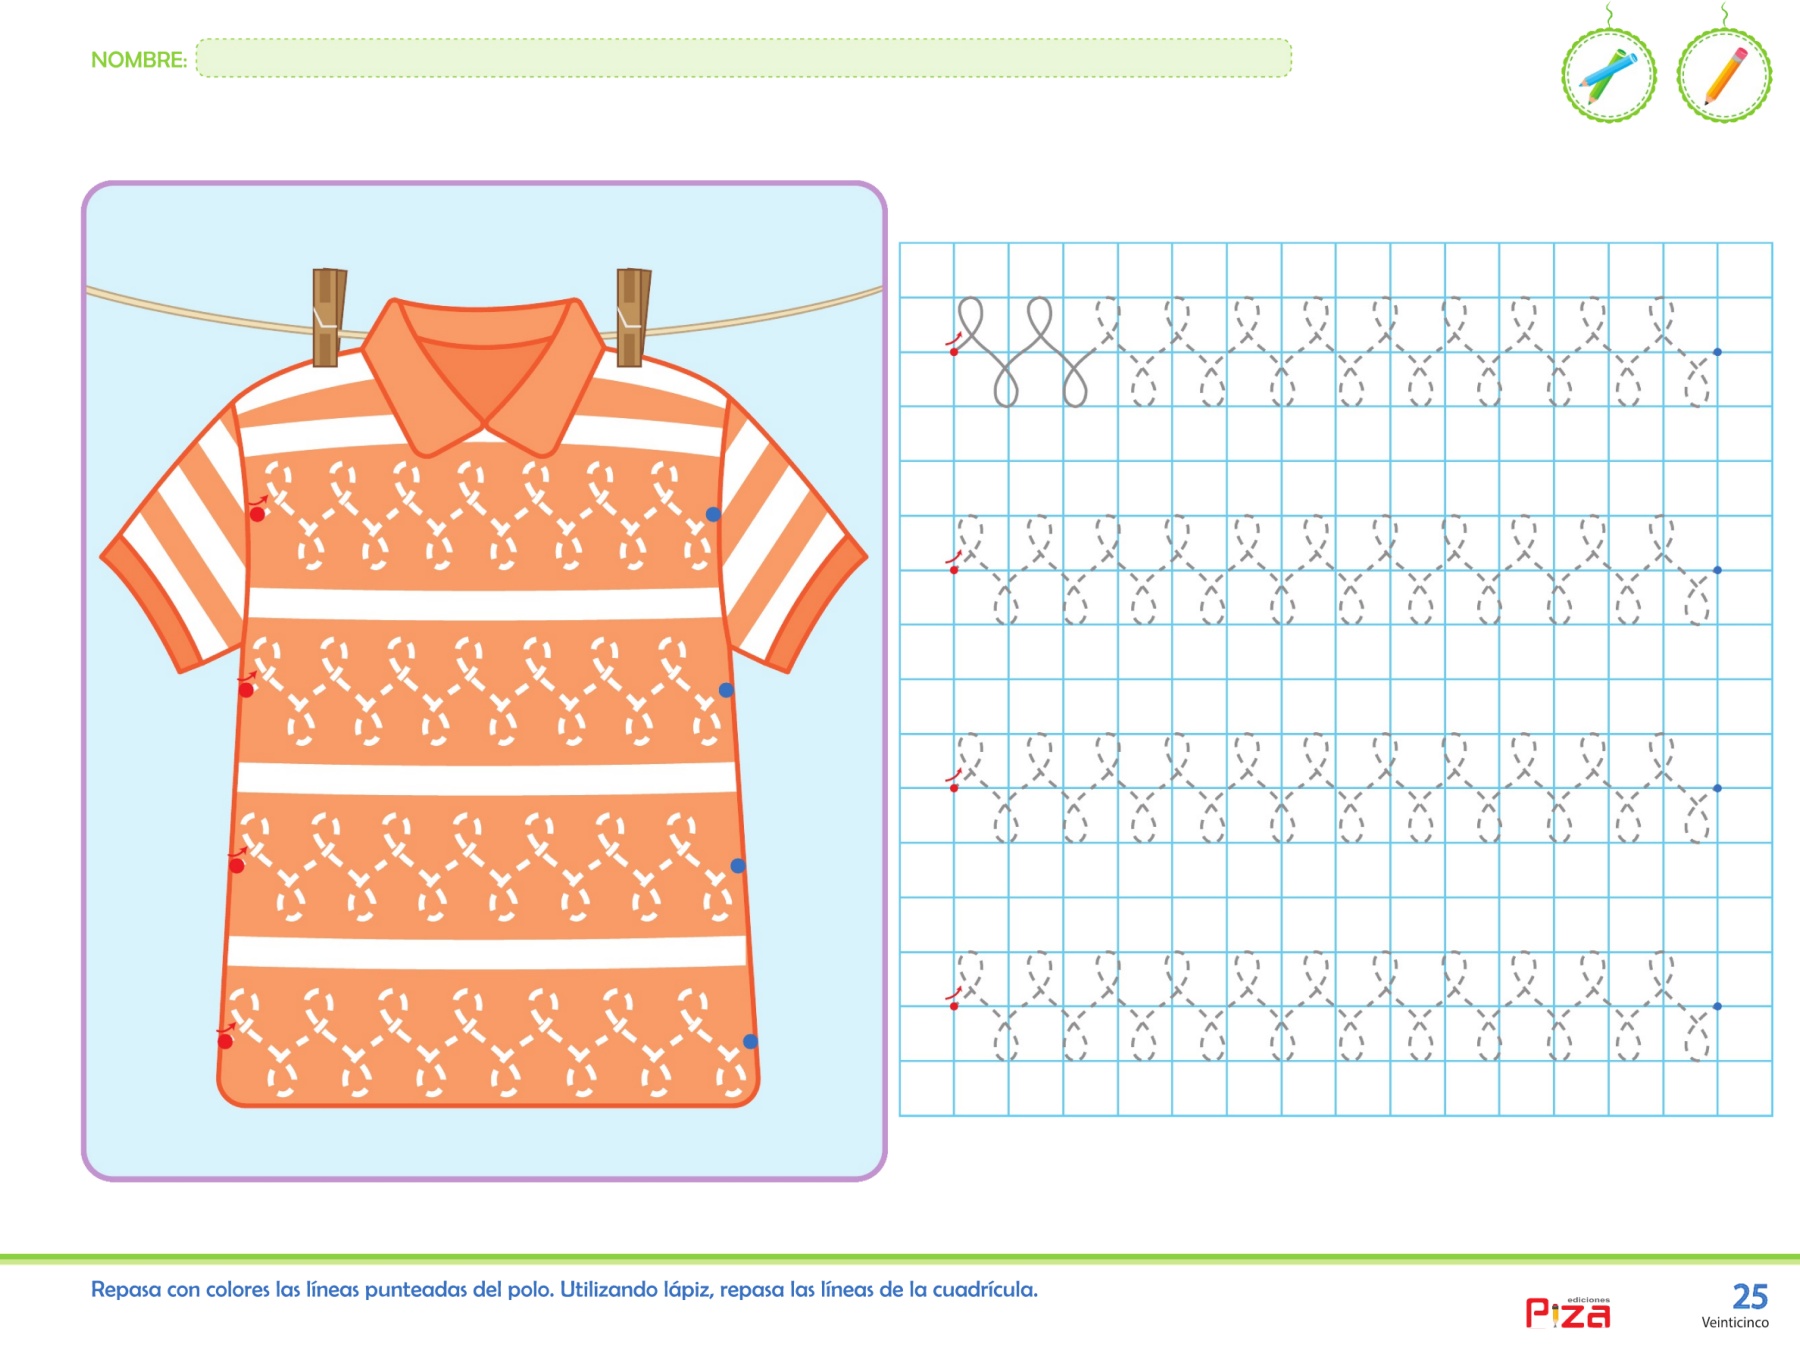 NOMBRE:
Repasa con colores las líneas punteadas del polo. Utilizando lápiz, repasa las líneas de la cuadrícula.
ediciones
Piza
25
Veinticinco